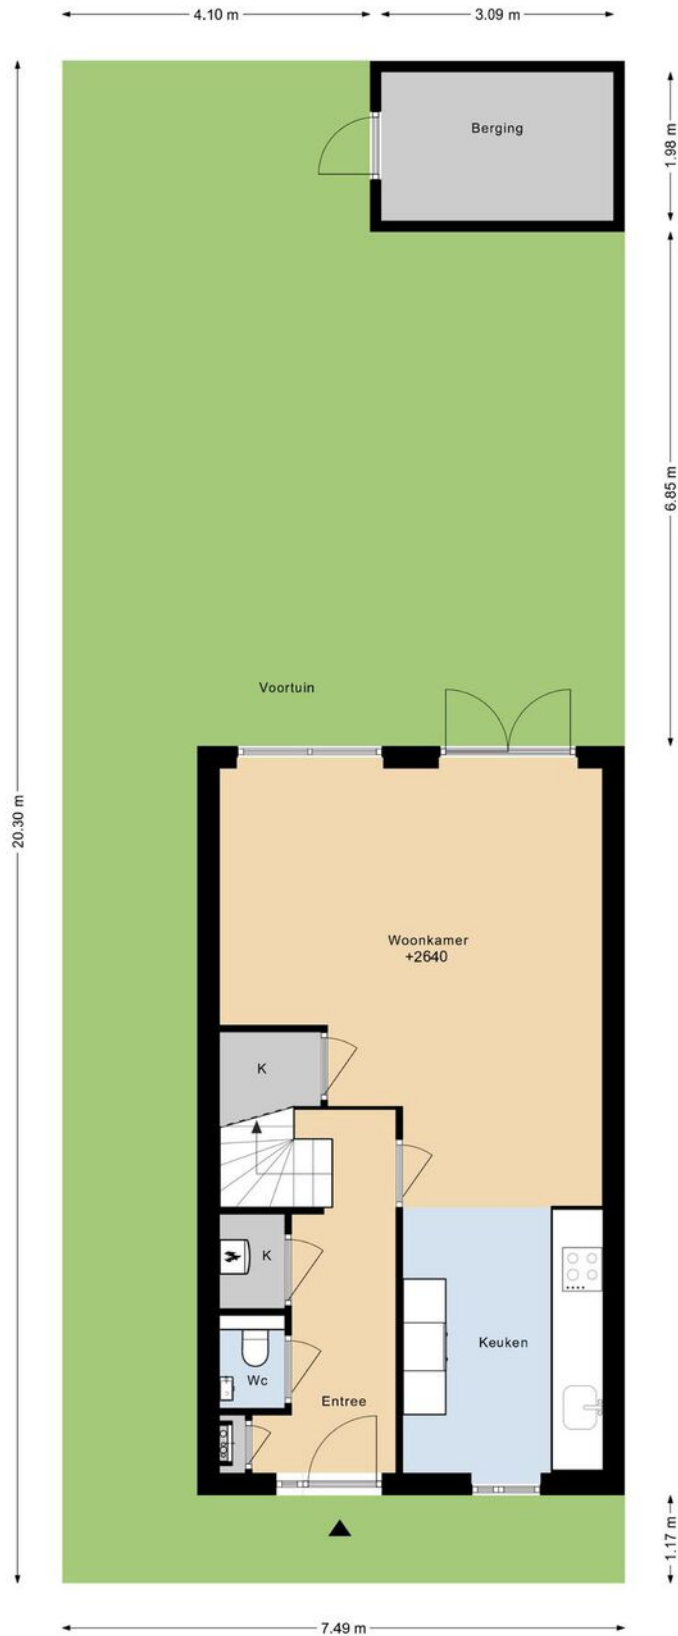 4.10 m
3.09 m
Berging
1.98 m
6.85 m
Voortuin
20.30 m
Woonkamer
+2640
K
K
Keuken
Wc
Entree
1.17 m
7.49 m